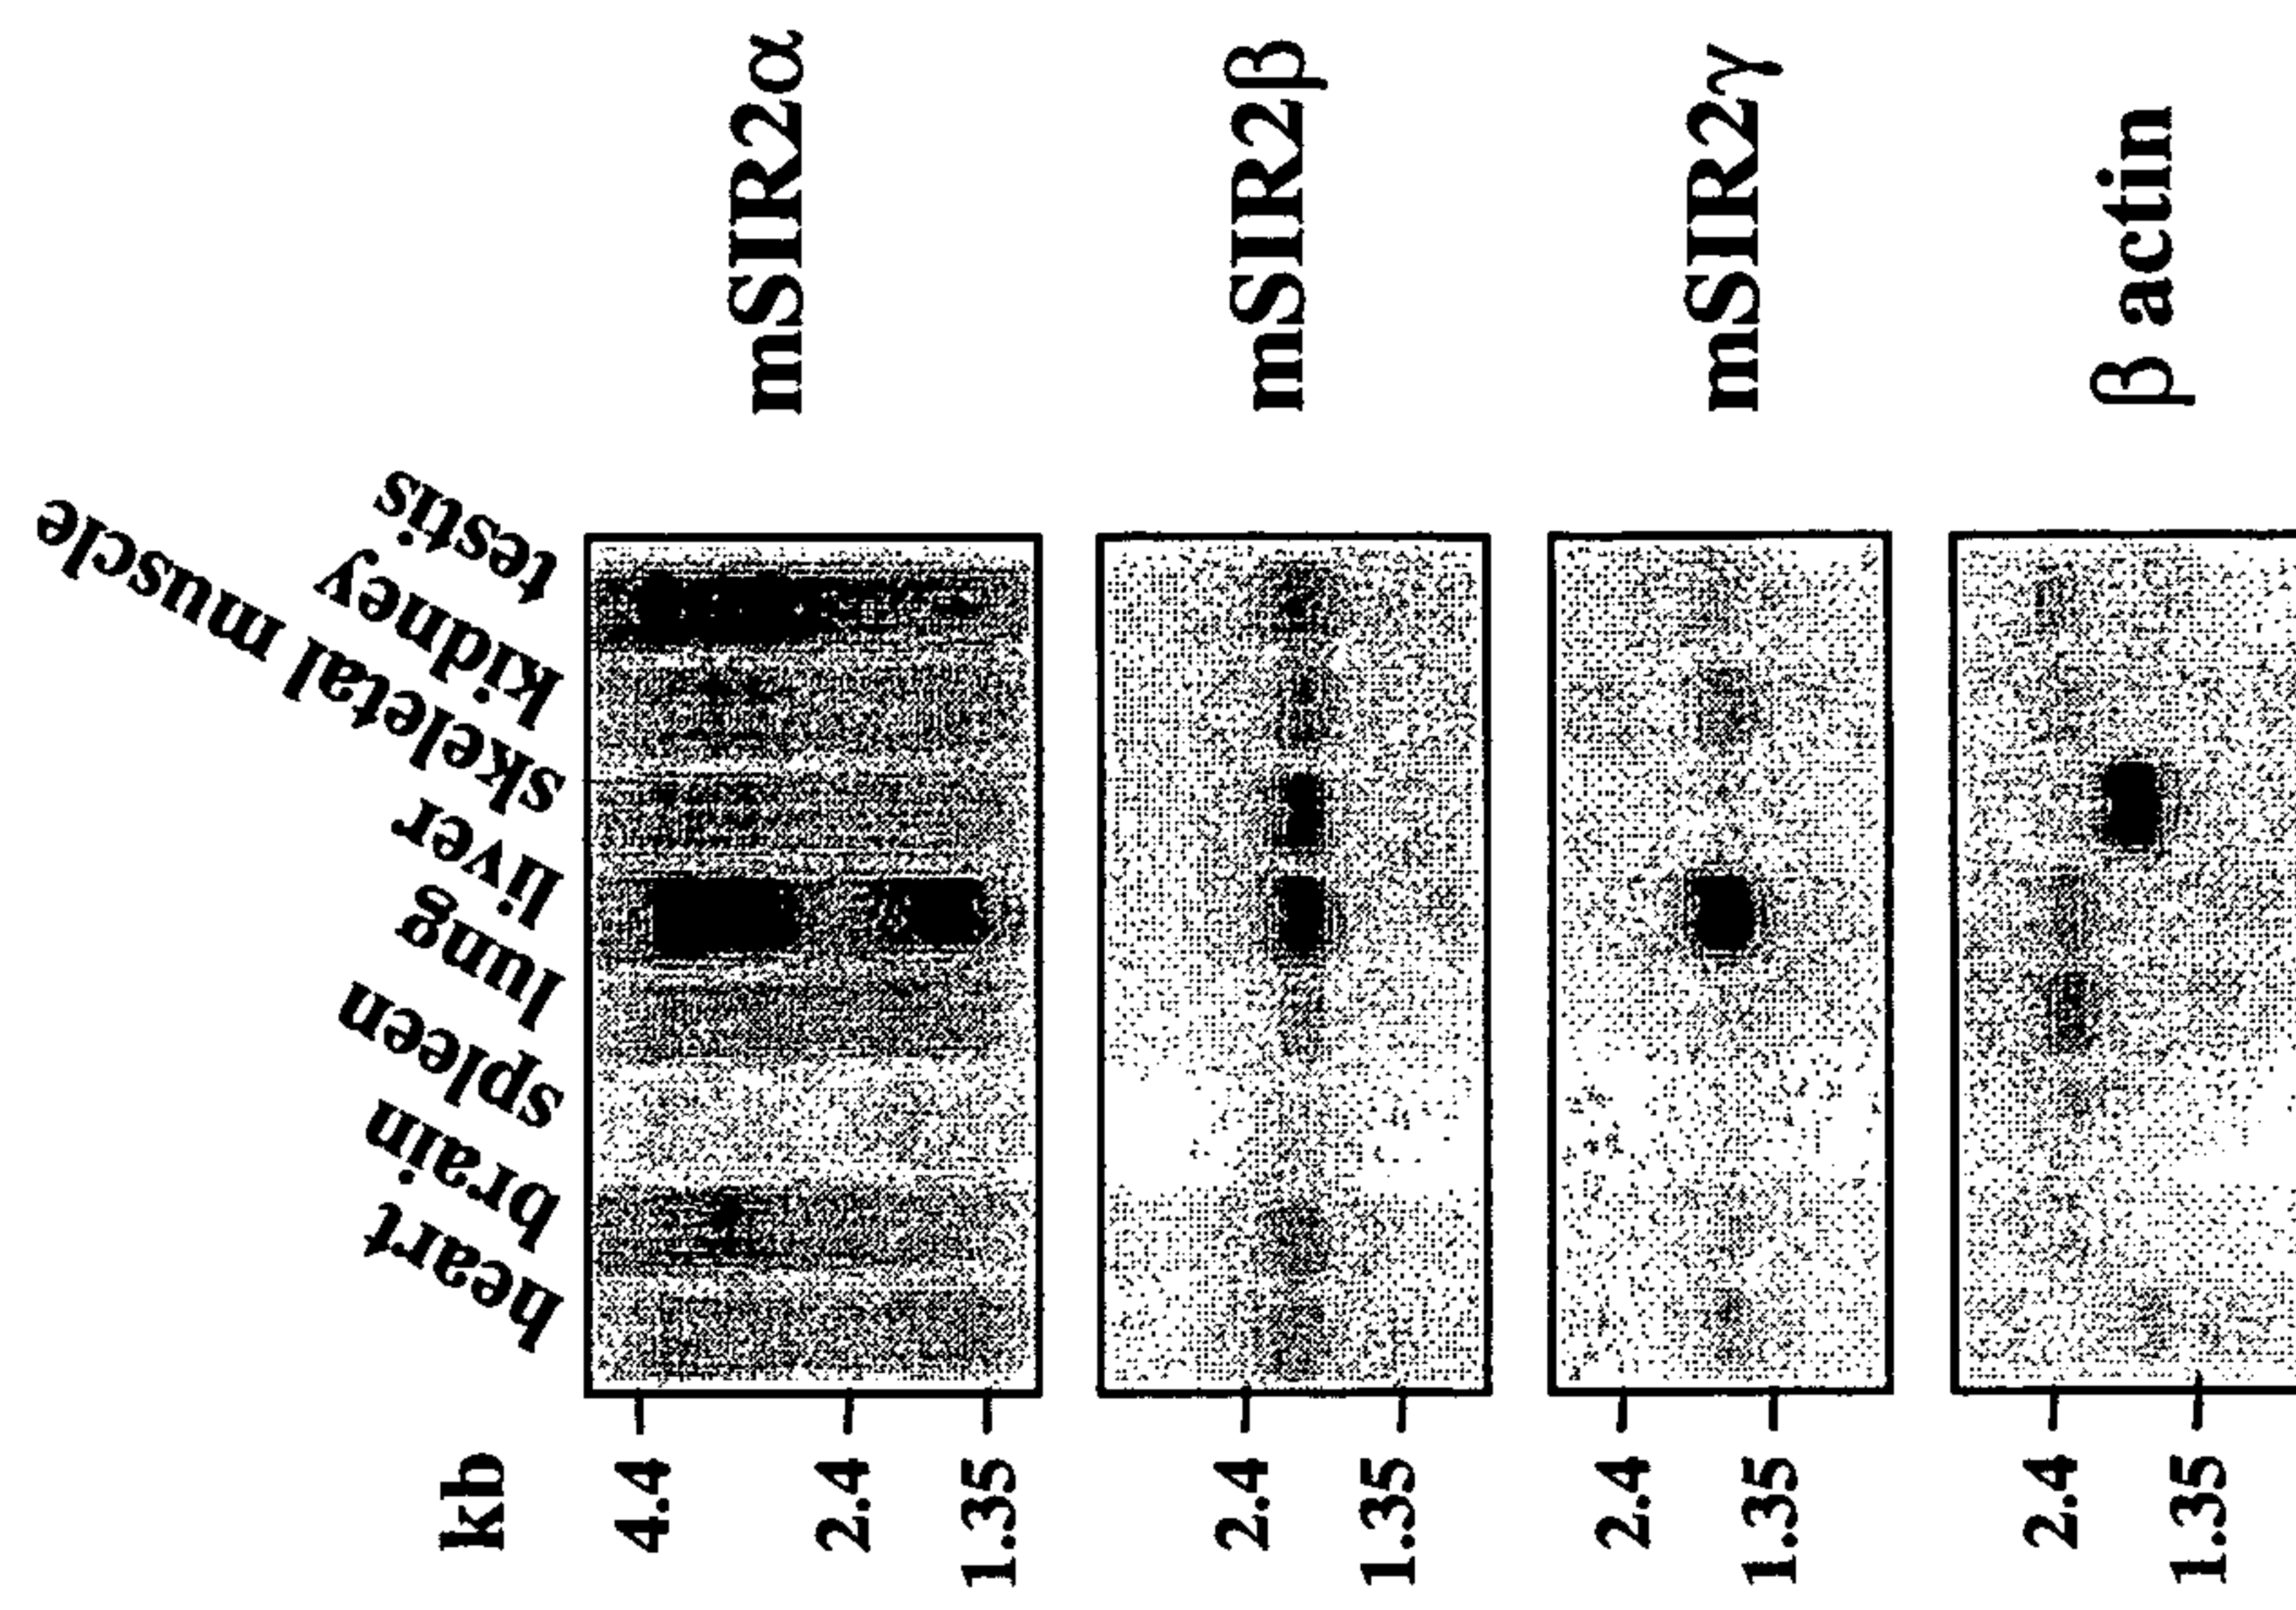 heart
brain
spleen
lung
liver
skeletal muscle
kidney
testis
kb
4.4
2.4
1.35
mSIR2α
2.4
1.35
mSIR2β
2.4
1.35
mSIR2γ
2.4
1.35
β actin